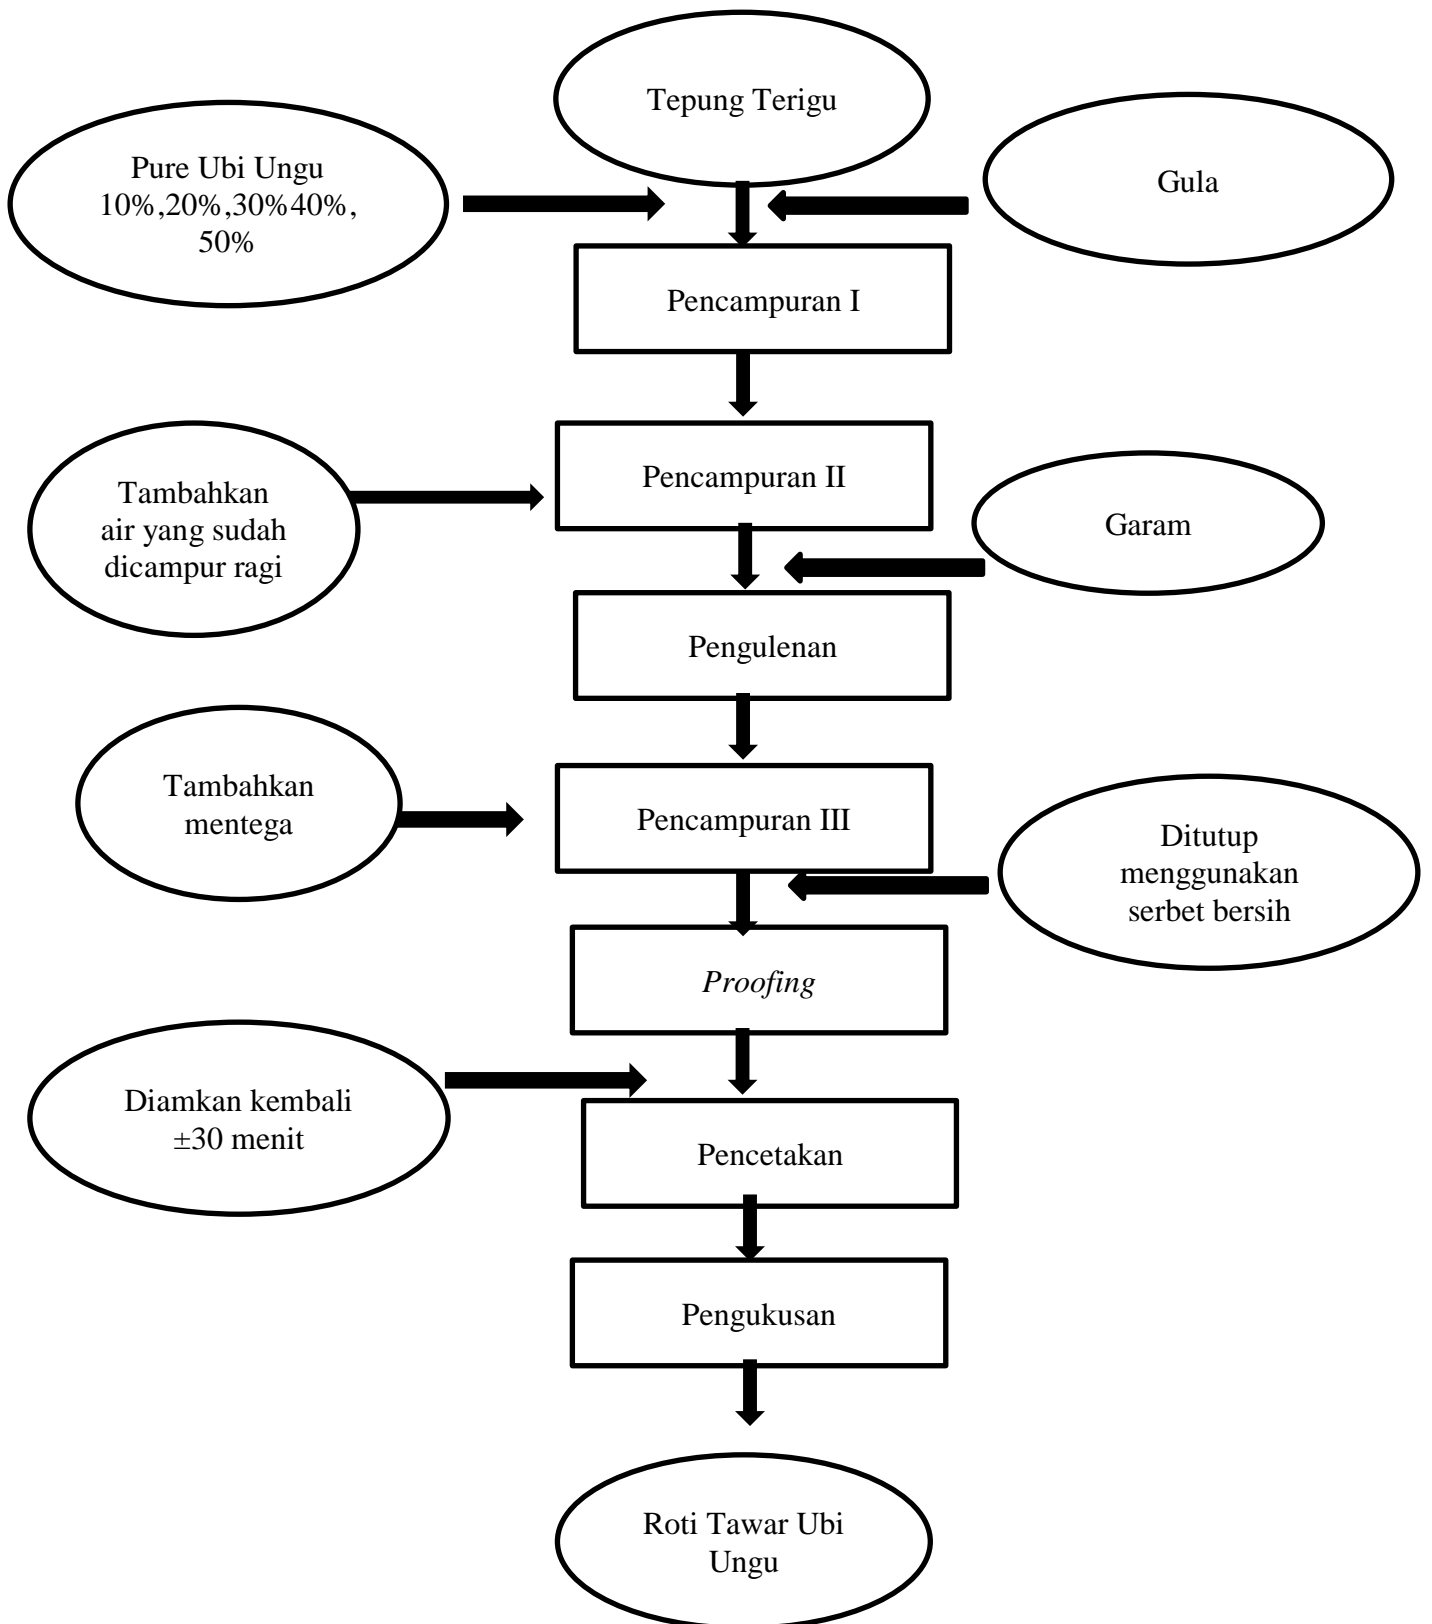 Tepung Terigu
Pure Ubi Ungu
10%,20%,30%40%,
50%
Gula
Pencampuran I
Pencampuran II
Tambahkan
air yang sudah
dicampur ragi
Garam
Pengulenan
Tambahkan
mentega
Pencampuran III
Ditutup
menggunakan
serbet bersih
Proofing
Diamkan kembali
±30 menit
Pencetakan
Pengukusan
Roti Tawar Ubi
Ungu